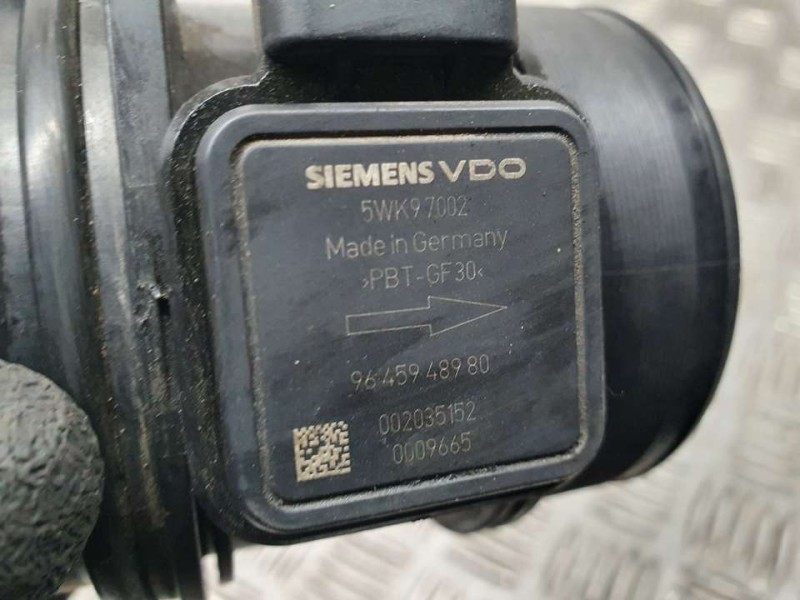 SIEMENS VDO
5WK9 7002
Made in Germany
>PBT-GF30<
96 459 489 80
002035152
0009665